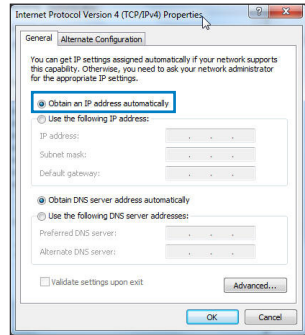 Internet Protocol Version 4 (TCP/IPv4) Properties
General
Alternate Configuration
You can get IP settings assigned automatically if your network supports
this capability. Otherwise, you need to ask your network administrator
for the appropriate IP settings.
Obtain an IP address automatically
Use the following IP address:
IP address:
Subnet mask:
Default gateway:
Obtain DNS server address automatically
Use the following DNS server addresses:
Preferred DNS server:
Alternate DNS server:
Validate settings upon exit
Advanced...
OK
Cancel